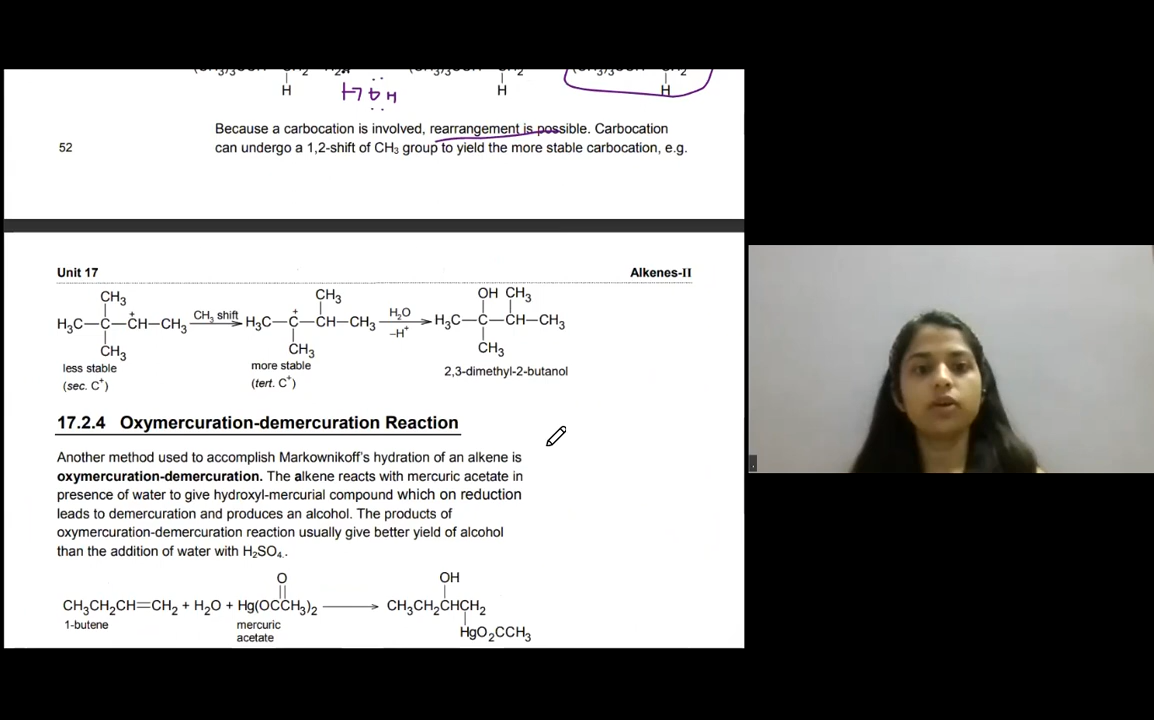 H
H
H
H
H
Because a carbocation is involved, rearrangement is possible. Carbocation
52
can undergo a 1,2-shift of CH₃ group to yield the more stable carbocation, e.g.
Unit 17
Alkenes-II
CH₃
CH₃
OH CH₃
H₃C—C—CH—CH₃ CH₃ shift H₃C—C—CH—CH₃ H₂O H₃C—C—CH—CH₃
+
+
–H⁺
CH₃
CH₃
CH₃
less stable
more stable
2,3-dimethyl-2-butanol
(sec. C⁺)
(tert. C⁺)
17.2.4 Oxymercuration-demercuration Reaction
Another method used to accomplish Markownikoff's hydration of an alkene is
oxymercuration-demercuration. The alkene reacts with mercuric acetate in
presence of water to give hydroxyl-mercurial compound which on reduction
leads to demercuration and produces an alcohol. The products of
oxymercuration-demercuration reaction usually give better yield of alcohol
than the addition of water with H₂SO₄.
O
OH
CH₃CH₂CH=CH₂ + H₂O + Hg(OCCH₃)₂ → CH₃CH₂CHCH₂
1-butene
mercuric
acetate
HgO₂CCH₃